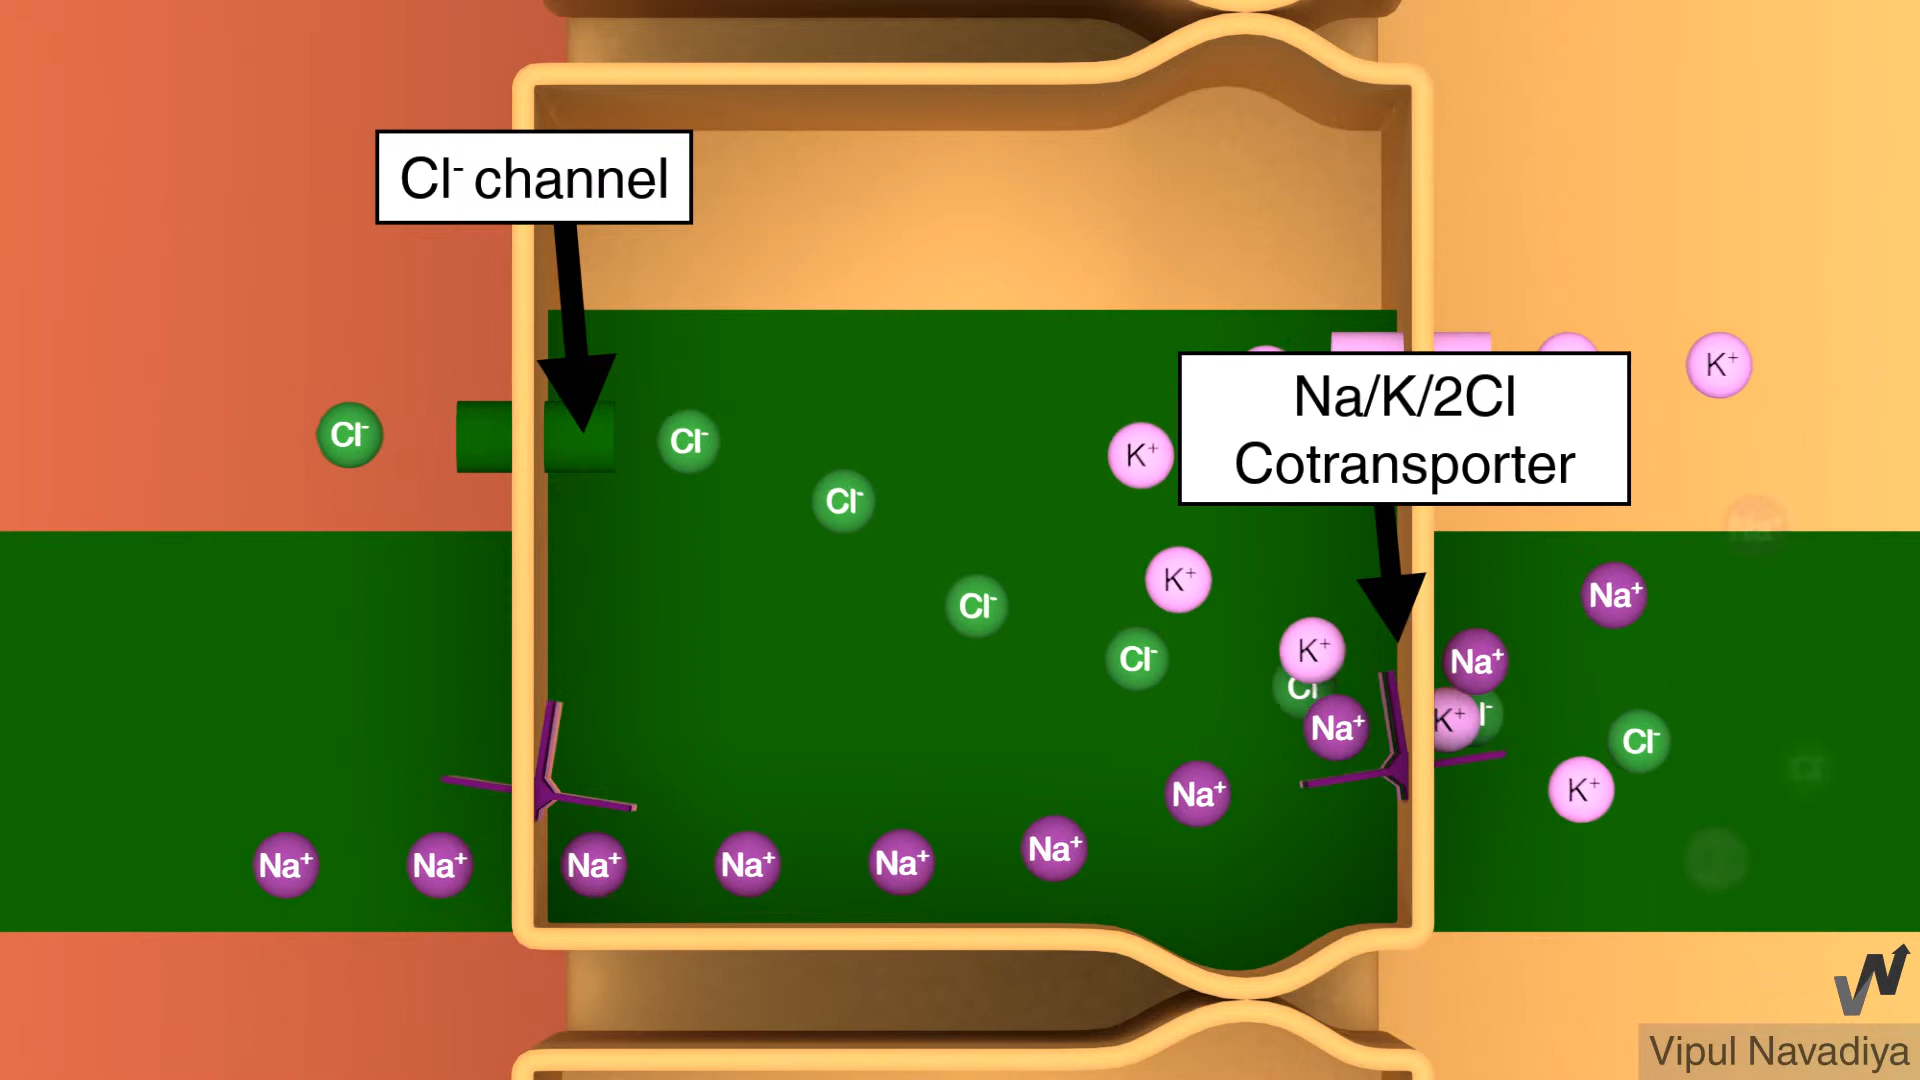 Cl⁻ channel
K⁺
Na/K/2Cl
Cotransporter
Cl⁻
Cl⁻
K⁺
Cl⁻
K⁺
Na⁺
Cl⁻
K⁺
Na⁺
Cl⁻
Cl
Na⁺
K⁺
Cl⁻
K⁺
Na⁺
Na⁺
Na⁺
Na⁺
Na⁺
Na⁺
Na⁺
Vipul Navadiya